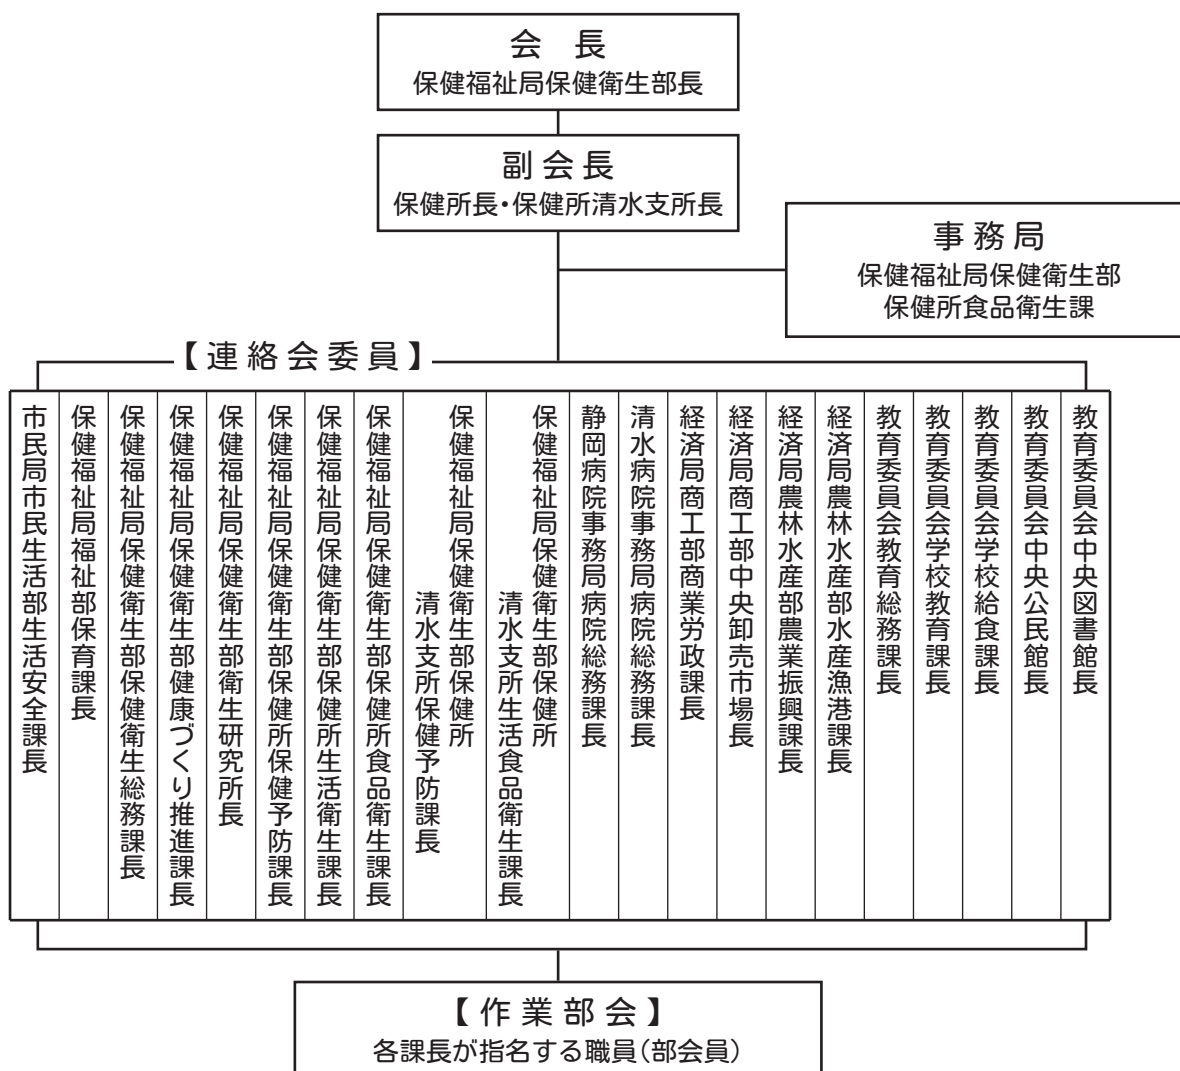 会　長
保健福祉局保健衛生部長
副会長
保健所長・保健所清水支所長
事務局
保健福祉局保健衛生部
保健所食品衛生課
【連絡会委員】
市民局市民生活部生活安全課長
保健福祉局福祉部保育課長
保健福祉局保健衛生部保健衛生総務課長
保健福祉局保健衛生部健康づくり推進課長
保健福祉局保健衛生部衛生研究所長
保健福祉局保健衛生部保健所保健予防課長
保健福祉局保健衛生部保健所生活衛生課長
保健福祉局保健衛生部保健所食品衛生課長
保健福祉局保健衛生部保健所
清水支所保健予防課長
保健福祉局保健衛生部保健所
清水支所生活食品衛生課長
静岡病院事務局病院総務課長
清水病院事務局病院総務課長
経済局商工部商業労政課長
経済局商工部中央卸売市場長
経済局農林水産部農業振興課長
経済局農林水産部水産漁港課長
教育委員会教育総務課長
教育委員会学校教育課長
教育委員会学校給食課長
教育委員会中央公民館長
教育委員会中央図書館長
【作業部会】
各課長が指名する職員（部会員）